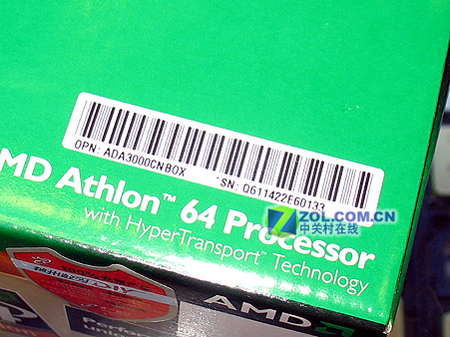 OPN: ADA3000CNBOX SN: Q611422E60133
MD Athlon™ 64 Processor
with HyperTransport™ Technology
ZOL.COM.CN
中关村在线
AMD